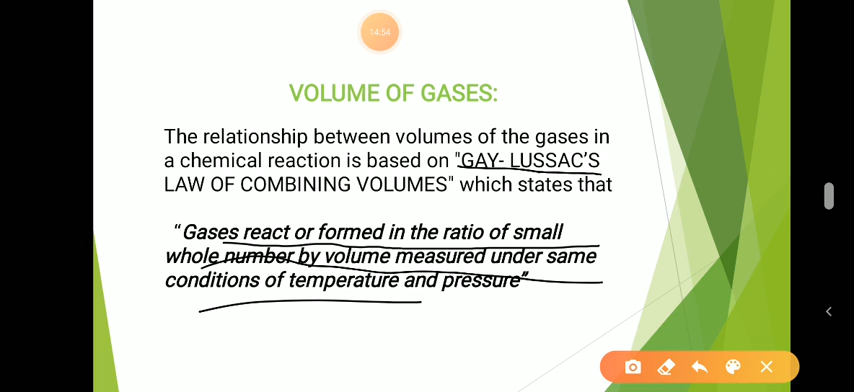 14:54
VOLUME OF GASES:
The relationship between volumes of the gases in
a chemical reaction is based on "GAY- LUSSAC'S
LAW OF COMBINING VOLUMES" which states that
“Gases react or formed in the ratio of small
whole number by volume measured under same
conditions of temperature and pressure”